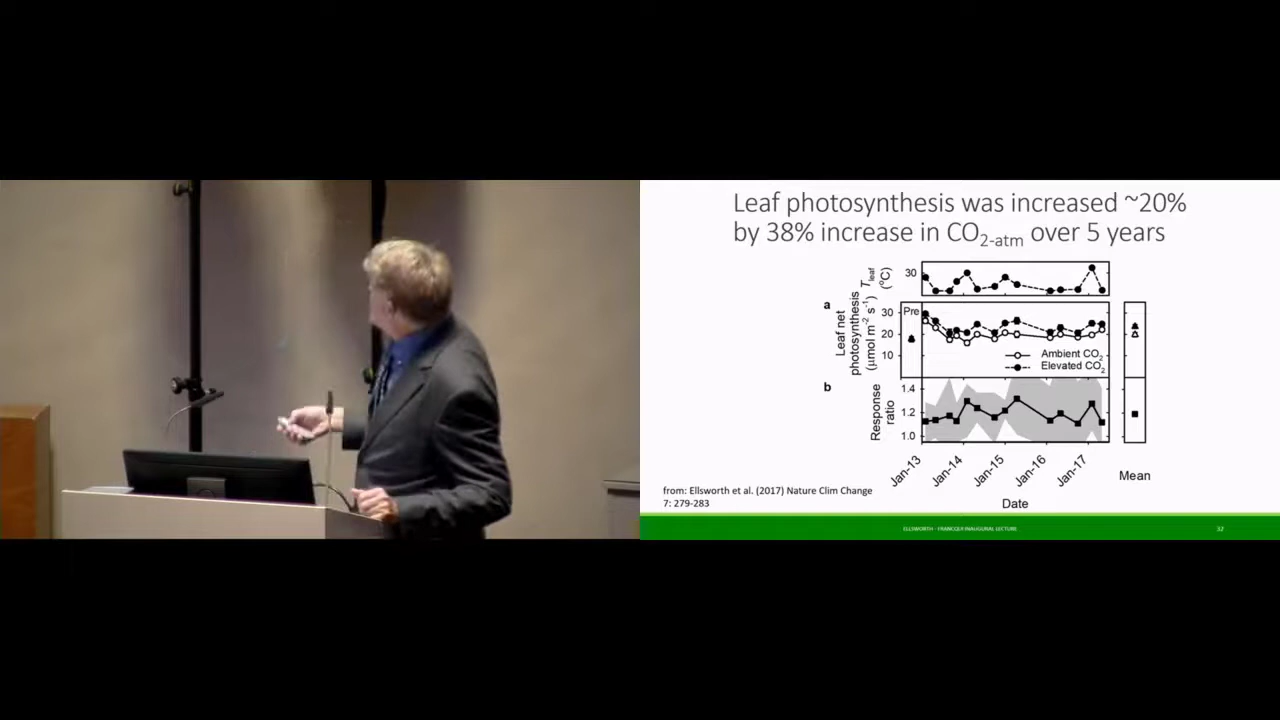 Leaf photosynthesis was increased ~20%
by 38% increase in CO2-atm over 5 years
30
Tleaf
(°C)
a
Leaf net
photosynthesis
(μmol m-2 s-1)
30
20
10
Pre
Ambient CO2
Elevated CO2
b
Response
ratio
1.4
1.2
1.0
Jan-13
Jan-14
Jan-15
Jan-16
Jan-17
Mean
Date
from: Ellsworth et al. (2017) Nature Clim Change
7: 279-283
ELLSWORTH - FRANCQUI INAUGURAL LECTURE
32